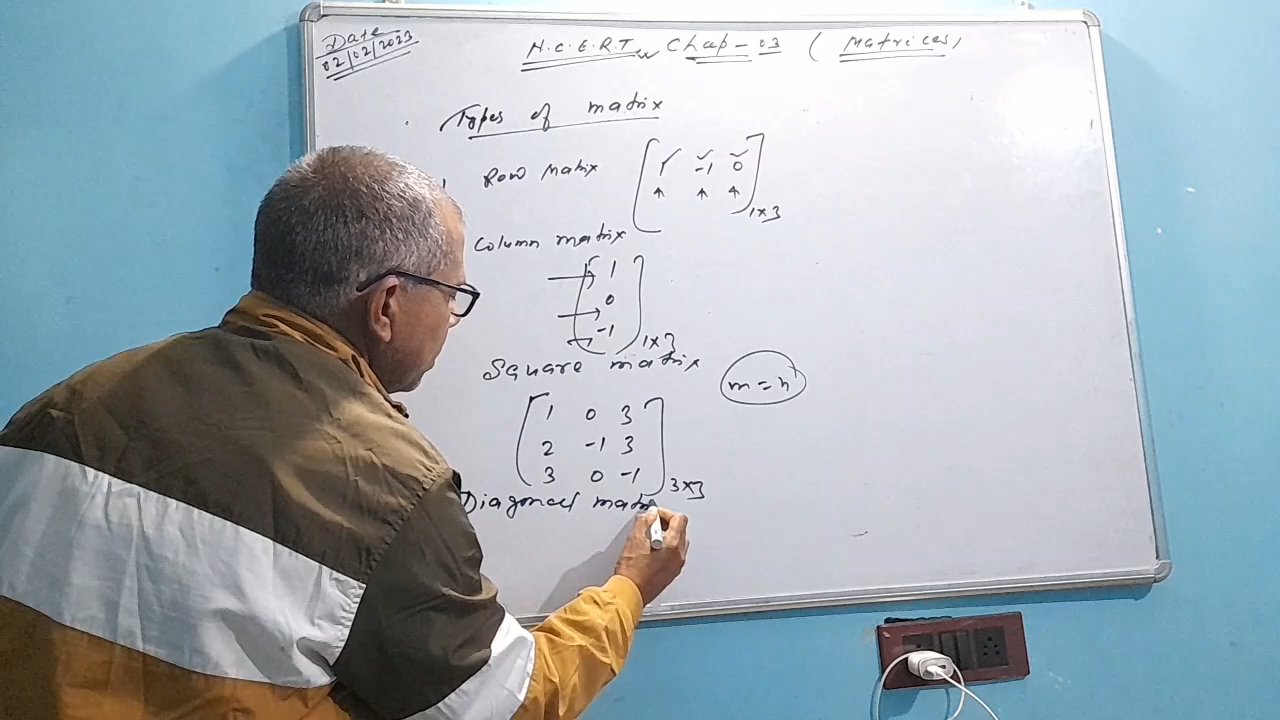 Date
02/02/2023
N.C.E.R.T Chap-03 ( Matrices)
Types of matrix
Row Matrix [1 -1 0] 1×3
Column matrix
1
0
-1
1×3
Square matrix
m = n
1 0 3
2 -1 3
3 0 -1
3×3
Diagonal matri